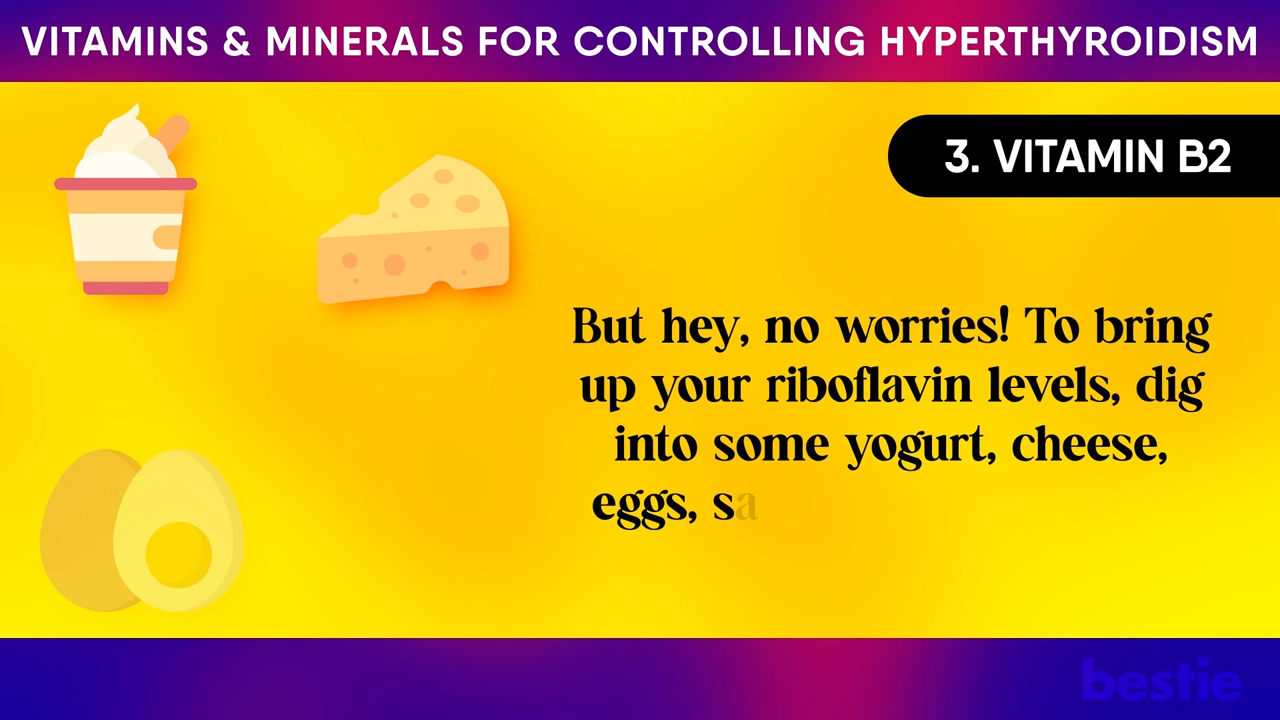 VITAMINS & MINERALS FOR CONTROLLING HYPERTHYROIDISM
3. VITAMIN B2
But hey, no worries! To bring
up your riboflavin levels, dig
into some yogurt, cheese,
eggs, sa
bestie